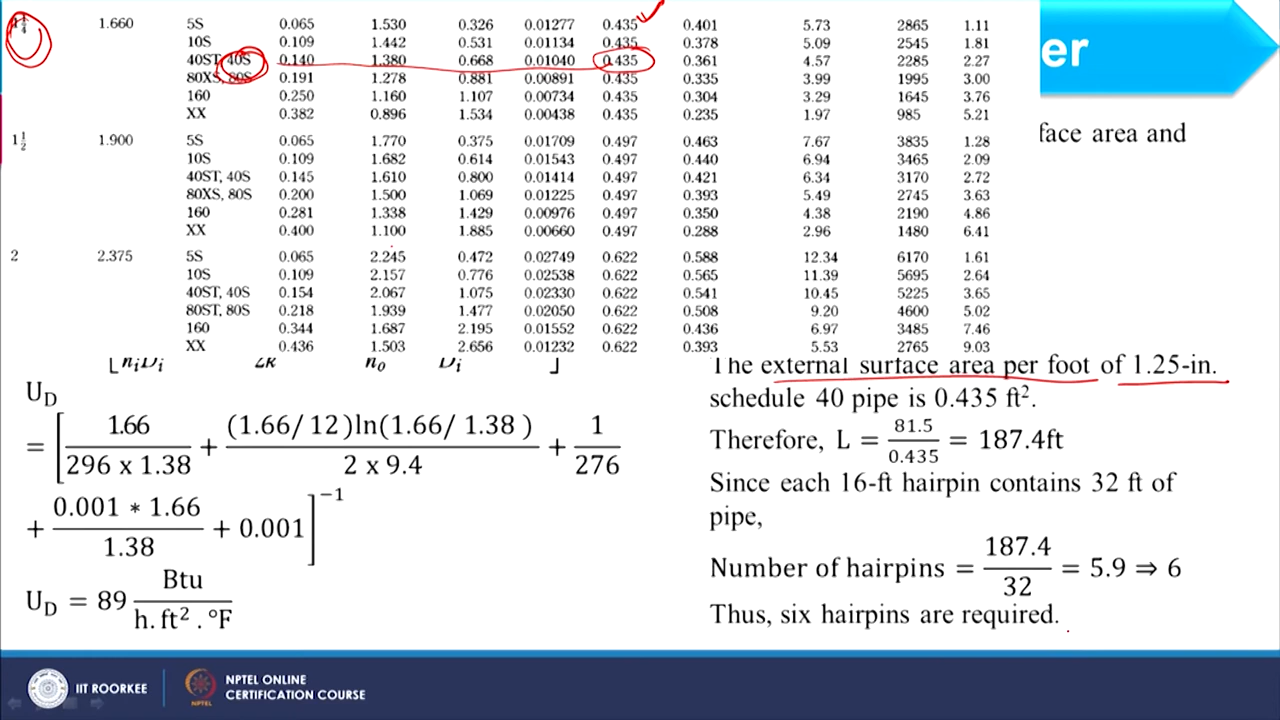 1 1/4 1.660 5S 0.065 1.530 0.326 0.01277 0.435 0.401 5.73 2865 1.11
10S 0.109 1.442 0.531 0.01134 0.435 0.378 5.09 2545 1.81
40ST, 40S 0.140 1.380 0.668 0.01040 0.435 0.361 4.57 2285 2.27
80XS, 80S 0.191 1.278 0.881 0.00891 0.435 0.335 3.99 1995 3.00
160 0.250 1.160 1.107 0.00734 0.435 0.304 3.29 1645 3.76
XX 0.382 0.896 1.534 0.00438 0.435 0.235 1.97 985 5.21
er
face area and
1 1/2 1.900 5S 0.065 1.770 0.375 0.01709 0.497 0.463 7.67 3835 1.28
10S 0.109 1.682 0.614 0.01543 0.497 0.440 6.94 3465 2.09
40ST, 40S 0.145 1.610 0.800 0.01414 0.497 0.421 6.34 3170 2.72
80XS, 80S 0.200 1.500 1.069 0.01225 0.497 0.393 5.49 2745 3.63
160 0.281 1.338 1.429 0.00976 0.497 0.350 4.38 2190 4.86
XX 0.400 1.100 1.885 0.00660 0.497 0.288 2.96 1480 6.41
2 2.375 5S 0.065 2.245 0.472 0.02749 0.622 0.588 12.34 6170 1.61
10S 0.109 2.157 0.776 0.02538 0.622 0.565 11.39 5695 2.64
40ST, 40S 0.154 2.067 1.075 0.02330 0.622 0.541 10.45 5225 3.65
80ST, 80S 0.218 1.939 1.477 0.02050 0.622 0.508 9.20 4600 5.02
160 0.344 1.687 2.195 0.01552 0.622 0.436 6.97 3485 7.46
XX 0.436 1.503 2.656 0.01232 0.622 0.393 5.53 2765 9.03
U_D
= [ 1.66 / (296 x 1.38) + (1.66/ 12)ln(1.66/ 1.38 ) / (2 x 9.4) + 1 / 276
+ 0.001 * 1.66 / 1.38 + 0.001 ]^−1
U_D = 89 Btu / h. ft² . °F
The external surface area per foot of 1.25-in.
schedule 40 pipe is 0.435 ft².
Therefore, L = 81.5 / 0.435 = 187.4ft
Since each 16-ft hairpin contains 32 ft of
pipe,
Number of hairpins = 187.4 / 32 = 5.9 ⇒ 6
Thus, six hairpins are required.
IIT ROORKEE
NPTEL ONLINE
CERTIFICATION COURSE
NPTEL